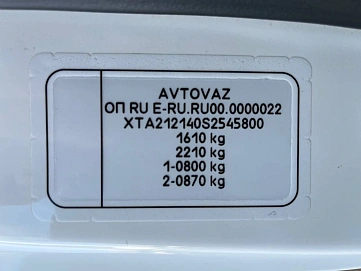 AVTOVAZ
ОП RU E-RU.RU00.0000022
XTA212140S2545800
1610 kg
2210 kg
1-0800 kg
2-0870 kg